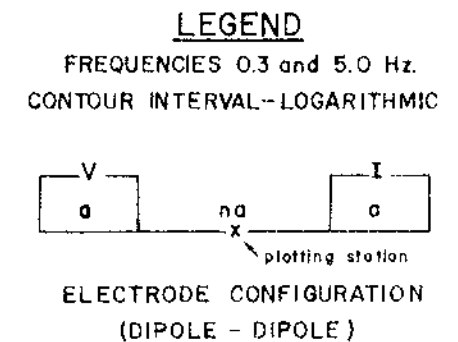 LEGEND
FREQUENCIES 0.3 and 5.0 Hz.
CONTOUR INTERVAL--LOGARITHMIC
V I
a na a
x
plotting station
ELECTRODE CONFIGURATION
(DIPOLE - DIPOLE)